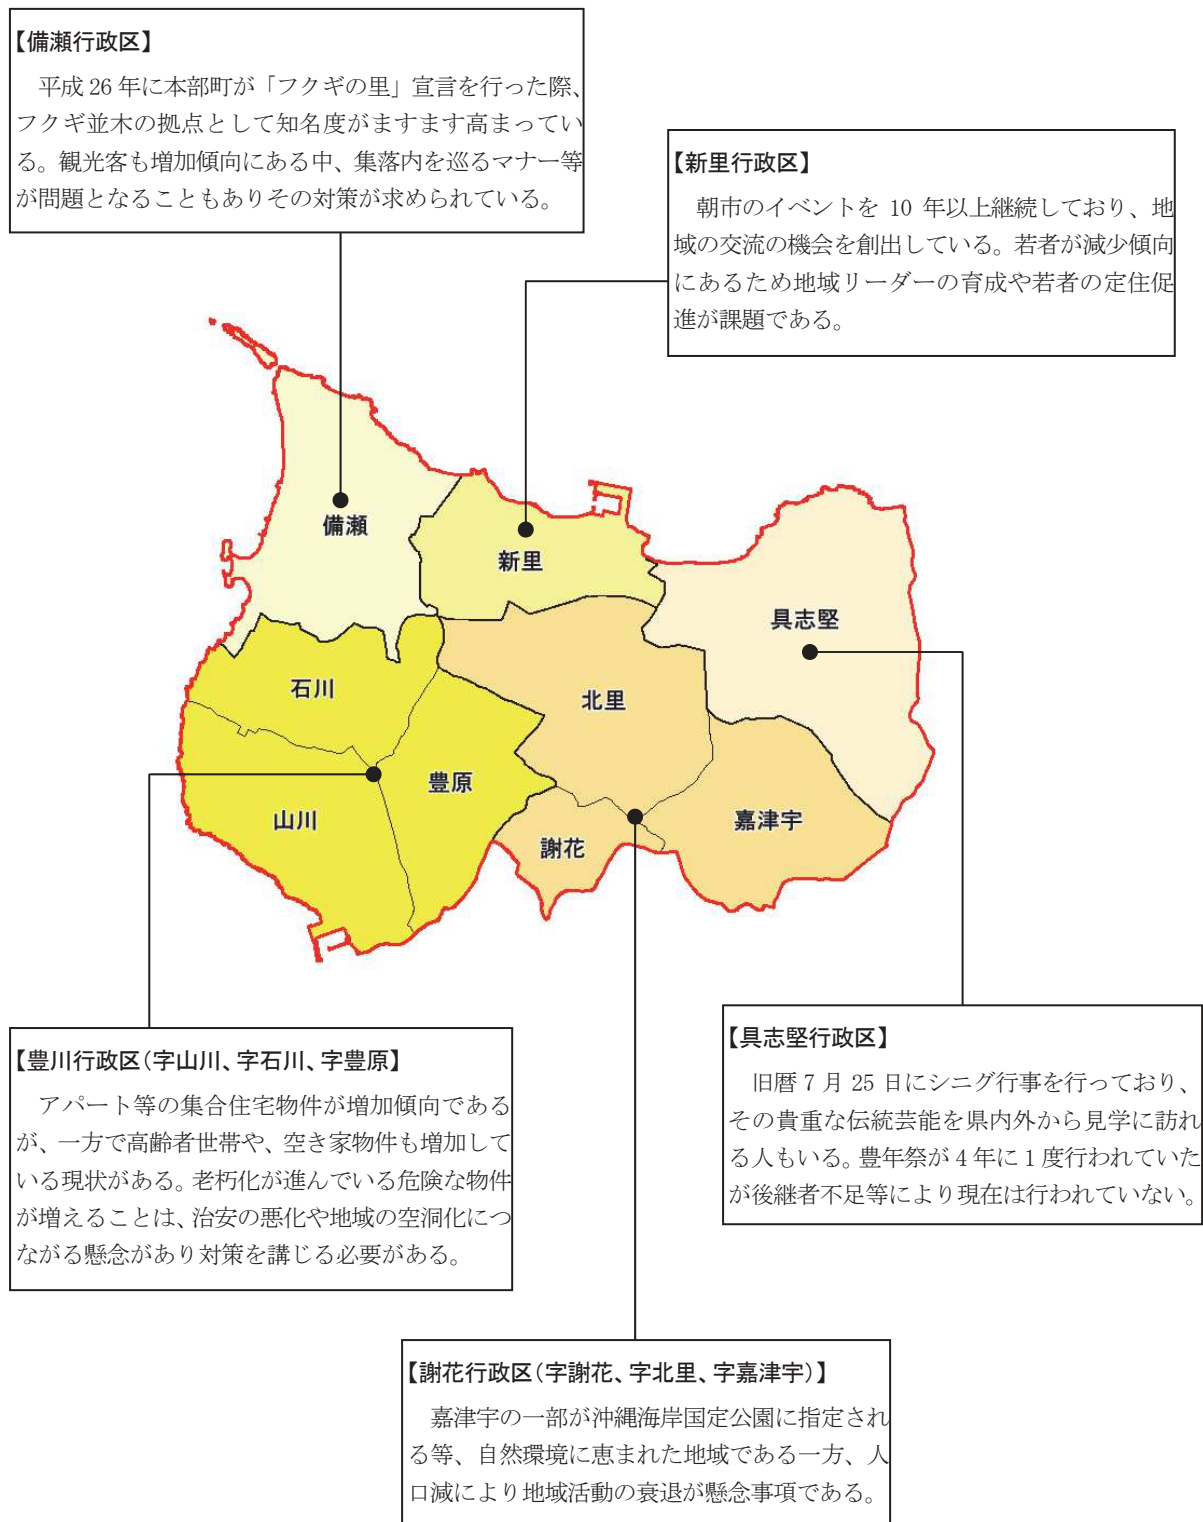 【備瀬行政区】
平成 26 年に本部町が「フクギの里」宣言を行った際、
フクギ並木の拠点として知名度がますます高まってい
る。観光客も増加傾向にある中、集落内を巡るマナー等
が問題となることもありその対策が求められている。
【新里行政区】
朝市のイベントを 10 年以上継続しており、地
域の交流の機会を創出している。若者が減少傾向
にあるため地域リーダーの育成や若者の定住促
進が課題である。
備瀬
新里
具志堅
石川
北里
豊原
山川
謝花
嘉津宇
【豊川行政区(字山川、字石川、字豊原】
アパート等の集合住宅物件が増加傾向である
が、一方で高齢者世帯や、空き家物件も増加して
いる現状がある。老朽化が進んでいる危険な物件
が増えることは、治安の悪化や地域の空洞化につ
ながる懸念があり対策を講じる必要がある。
【具志堅行政区】
旧暦 7 月 25 日にシニグ行事を行っており、
その貴重な伝統芸能を県内外から見学に訪れ
る人もいる。豊年祭が 4 年に 1 度行われていた
が後継者不足等により現在は行われていない。
【謝花行政区(字謝花、字北里、字嘉津宇)】
嘉津宇の一部が沖縄海岸国定公園に指定され
る等、自然環境に恵まれた地域である一方、人
口減により地域活動の衰退が懸念事項である。